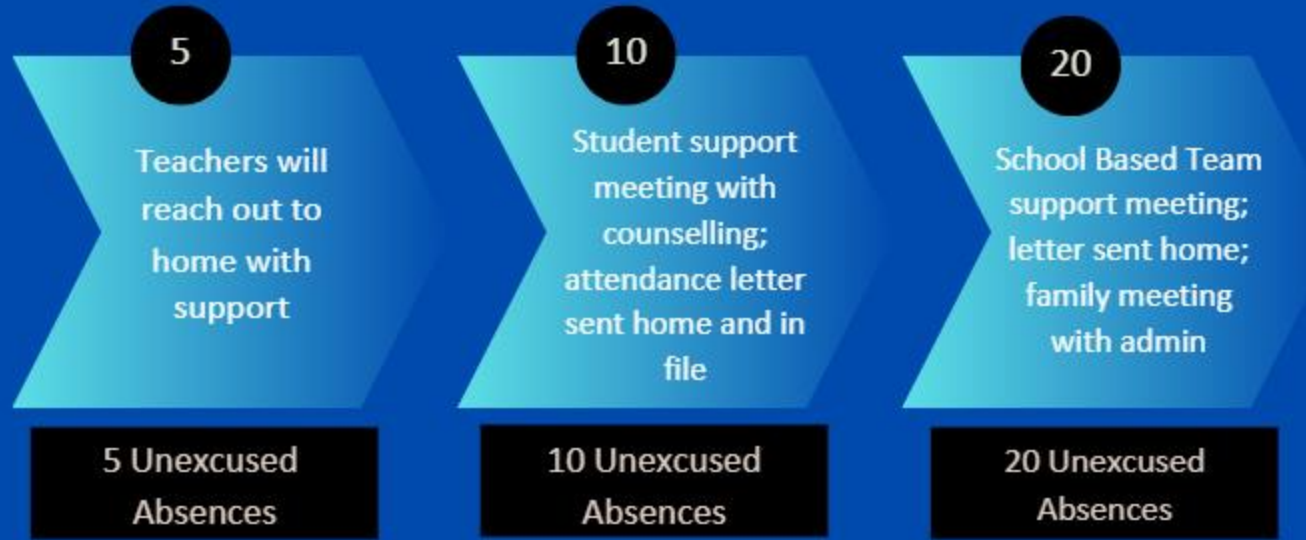 5
Teachers will
reach out to
home with
support
5 Unexcused
Absences
10
Student support
meeting with
counselling;
attendance letter
sent home and in
file
10 Unexcused
Absences
20
School Based Team
support meeting;
letter sent home;
family meeting
with admin
20 Unexcused
Absences